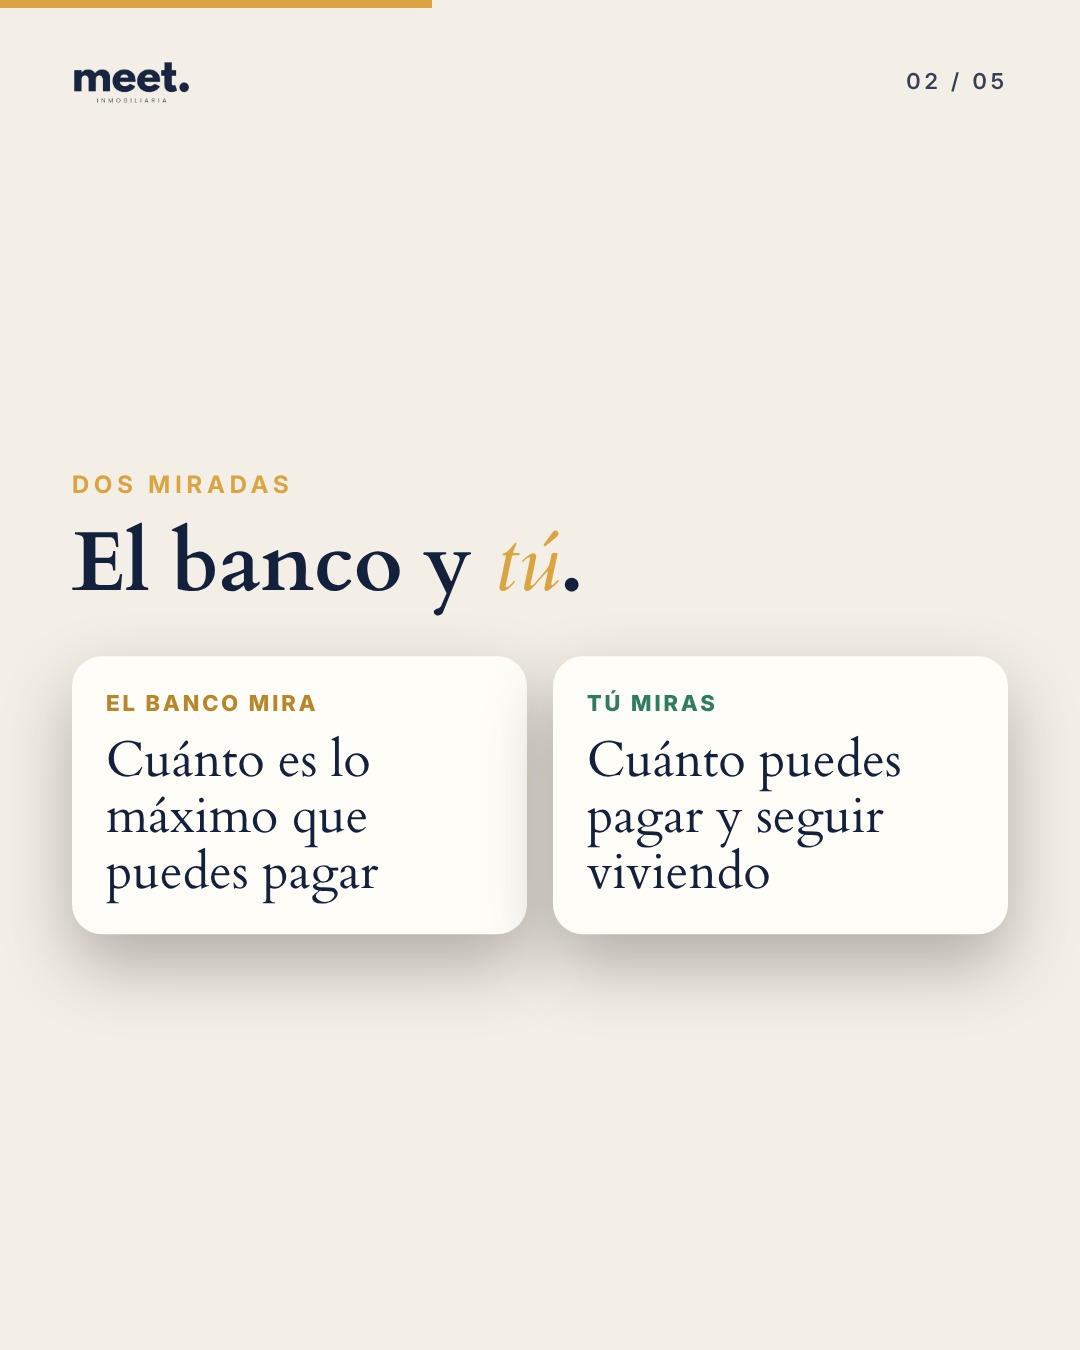 meet.
INMOBILIARIA
02 / 05
DOS MIRADAS
El banco y tú.
EL BANCO MIRA
Cuánto es lo
máximo que
puedes pagar
TÚ MIRAS
Cuánto puedes
pagar y seguir
viviendo